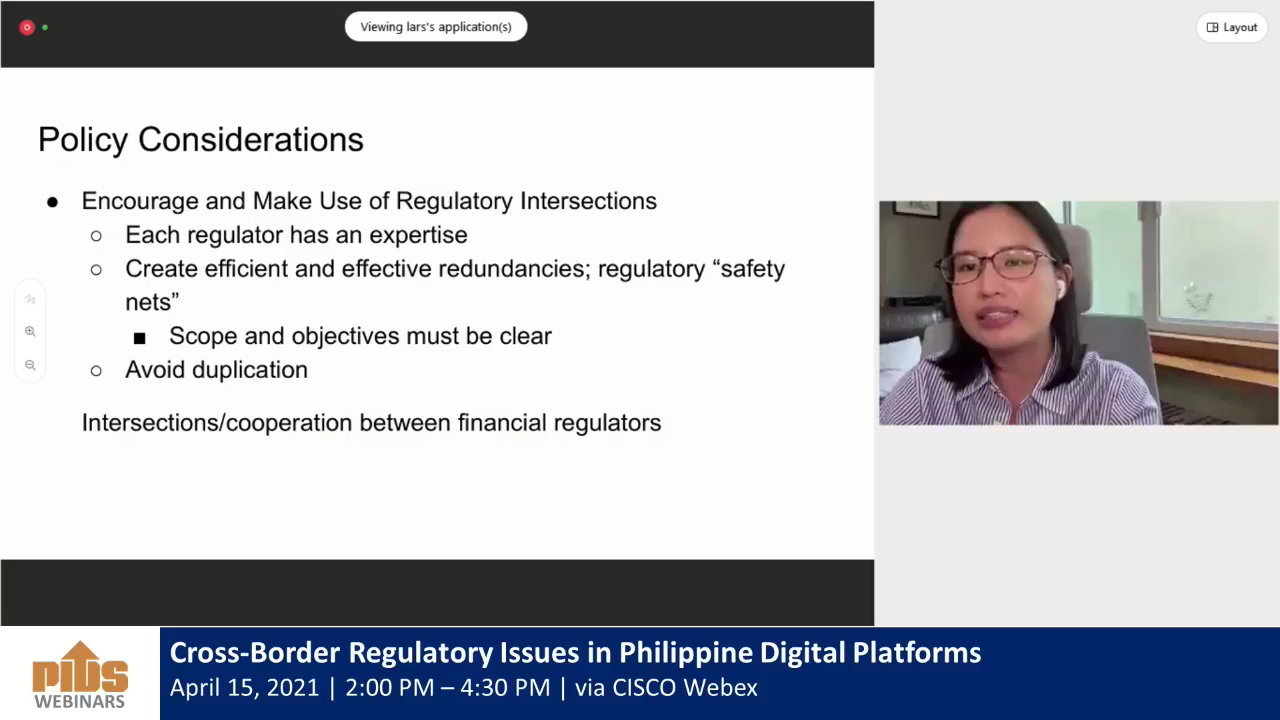 Viewing lars's application(s)
Layout
Policy Considerations
● Encourage and Make Use of Regulatory Intersections
○ Each regulator has an expertise
○ Create efficient and effective redundancies; regulatory “safety
nets”
■ Scope and objectives must be clear
○ Avoid duplication
Intersections/cooperation between financial regulators
PIDS
WEBINARS
Cross-Border Regulatory Issues in Philippine Digital Platforms
April 15, 2021 | 2:00 PM – 4:30 PM | via CISCO Webex